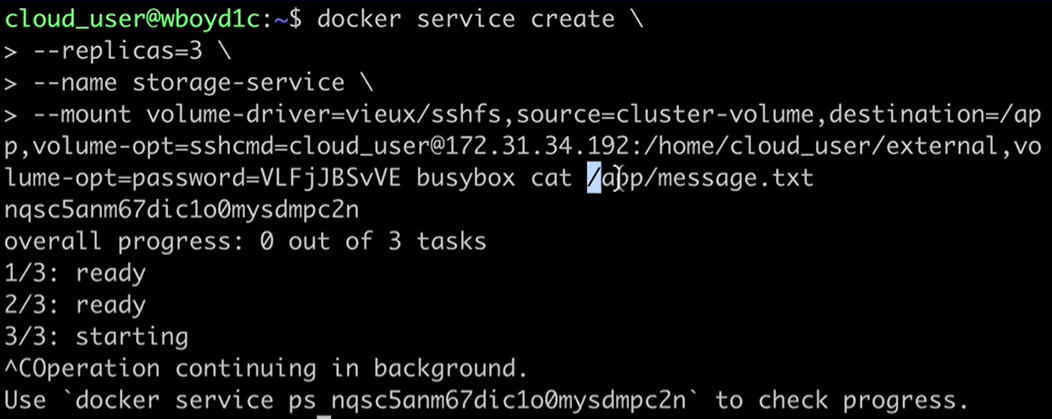 cloud_user@wboyd1c:~$ docker service create \
> --replicas=3 \
> --name storage-service \
> --mount volume-driver=vieux/sshfs,source=cluster-volume,destination=/ap
p,volume-opt=sshcmd=cloud_user@172.31.34.192:/home/cloud_user/external,vo
lume-opt=password=VLFjJBSvVE busybox cat /app/message.txt
nqsc5anm67dic1o0mysdmpc2n
overall progress: 0 out of 3 tasks
1/3: ready
2/3: ready
3/3: starting
^COperation continuing in background.
Use `docker service ps nqsc5anm67dic1o0mysdmpc2n` to check progress.